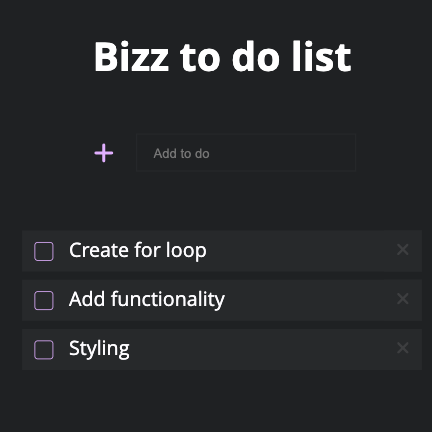 Bizz to do list
Add to do
Create for loop
Add functionality
Styling